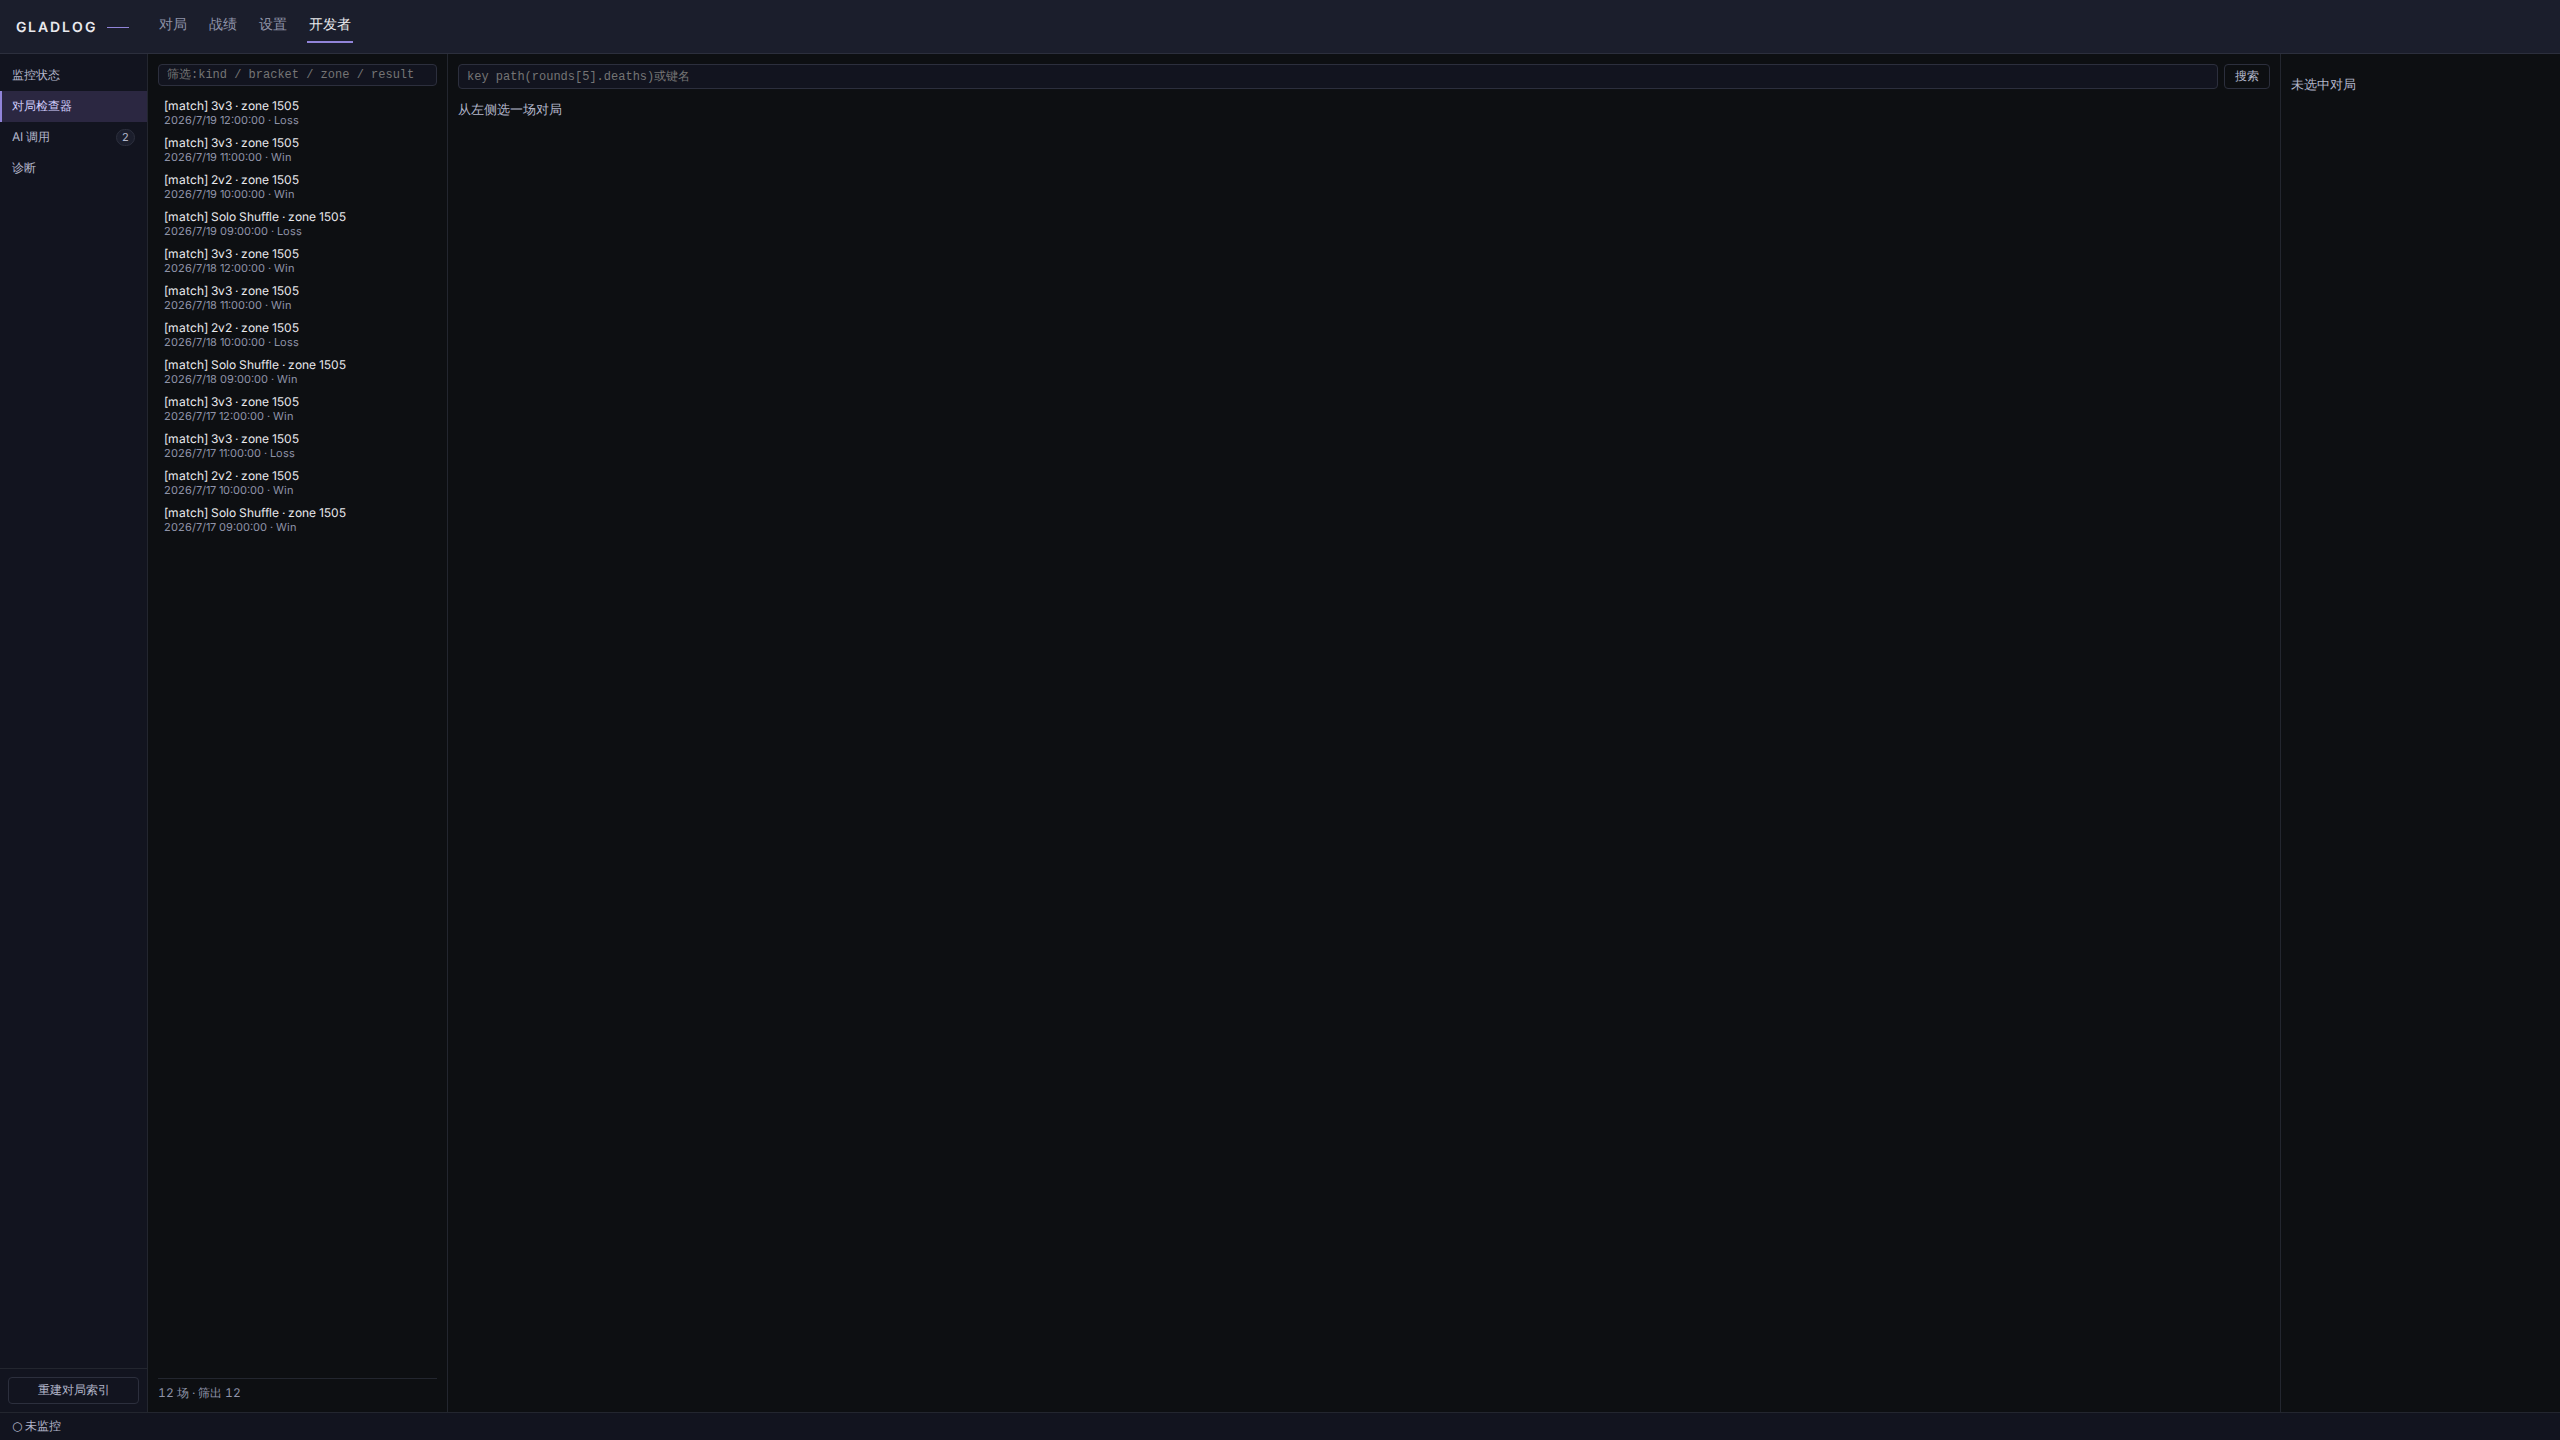 GLADLOG
对局 战绩 设置 开发者
监控状态
对局检查器
AI 调用 2
诊断
重建对局索引
筛选:kind / bracket / zone / result
[match] 3v3 · zone 1505
2026/7/19 12:00:00 · Loss
[match] 3v3 · zone 1505
2026/7/19 11:00:00 · Win
[match] 2v2 · zone 1505
2026/7/19 10:00:00 · Win
[match] Solo Shuffle · zone 1505
2026/7/19 09:00:00 · Loss
[match] 3v3 · zone 1505
2026/7/18 12:00:00 · Win
[match] 3v3 · zone 1505
2026/7/18 11:00:00 · Win
[match] 2v2 · zone 1505
2026/7/18 10:00:00 · Loss
[match] Solo Shuffle · zone 1505
2026/7/18 09:00:00 · Win
[match] 3v3 · zone 1505
2026/7/17 12:00:00 · Win
[match] 3v3 · zone 1505
2026/7/17 11:00:00 · Loss
[match] 2v2 · zone 1505
2026/7/17 10:00:00 · Win
[match] Solo Shuffle · zone 1505
2026/7/17 09:00:00 · Win
12 场 · 筛出 12
key path(rounds[5].deaths)或键名
搜索
从左侧选一场对局
未选中对局
未监控